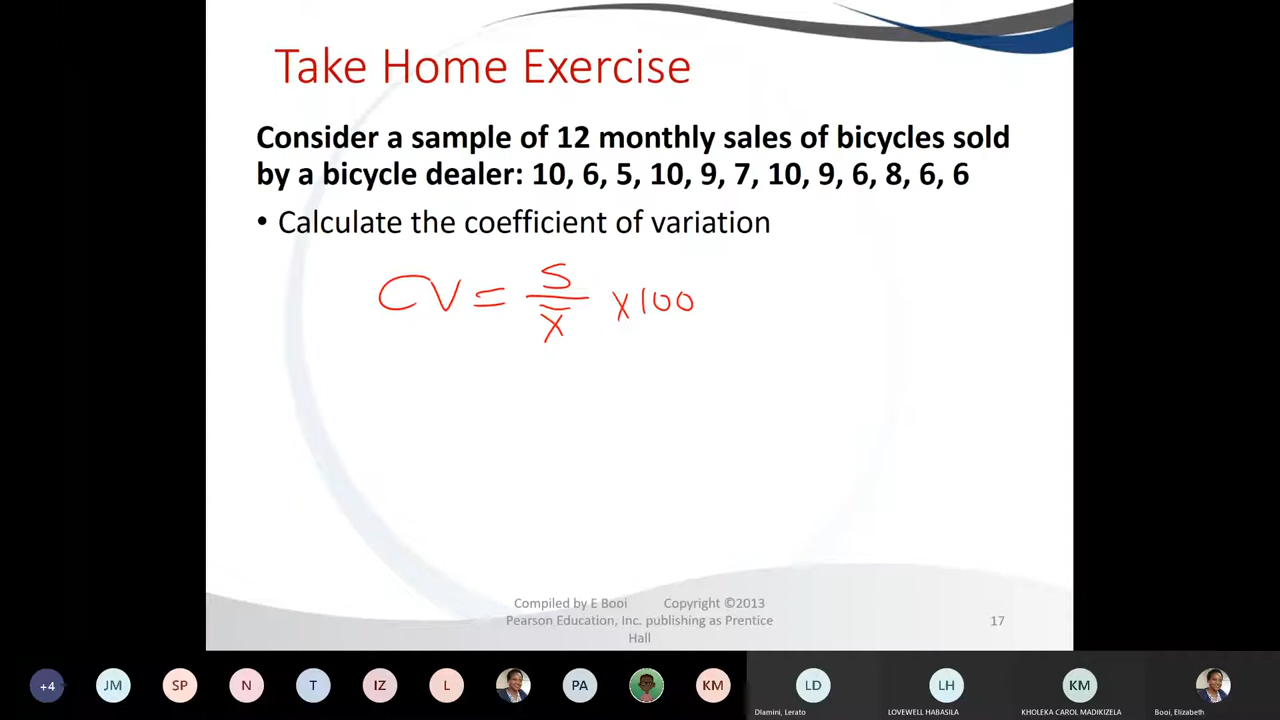 Take Home Exercise
Consider a sample of 12 monthly sales of bicycles sold
by a bicycle dealer: 10, 6, 5, 10, 9, 7, 10, 9, 6, 8, 6, 6
• Calculate the coefficient of variation
CV = S / x̄ x100
Compiled by E Booi Copyright ©2013
Pearson Education, Inc. publishing as Prentice
Hall
17
+4 JM SP N T IZ L PA KM LD LH KM
Dlamini, Lerato LOVEWELL HABASILA KHOLEKA CAROL MADIKIZELA Booi, Elizabeth